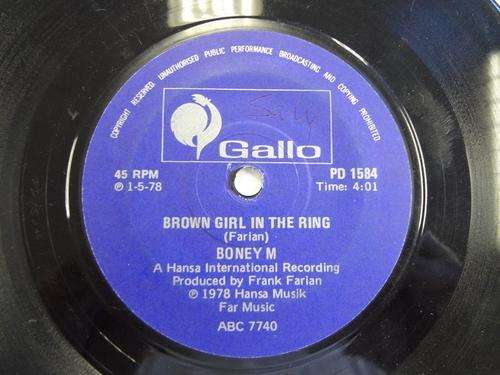 COPYRIGHT RESERVED. UNAUTHORISED PUBLIC PERFORMANCE BROADCASTING AND COPYING PROHIBITED.
Sally
Gallo
45 RPM
℗ 1-5-78
PD 1584
Time: 4:01
BROWN GIRL IN THE RING
(Farian)
BONEY M
A Hansa International Recording
Produced by Frank Farian
℗ 1978 Hansa Musik
Far Music
ABC 7740